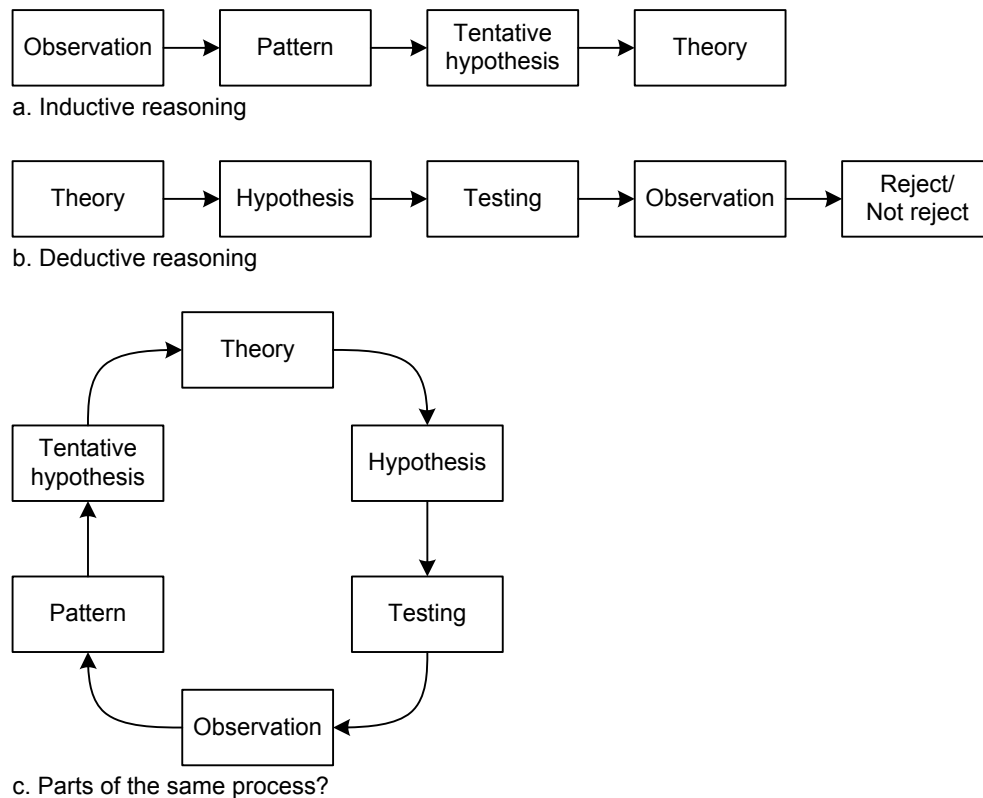 Observation
Pattern
Tentative
hypothesis
Theory
a. Inductive reasoning
Theory
Hypothesis
Testing
Observation
Reject/
Not reject
b. Deductive reasoning
Theory
Tentative
hypothesis
Hypothesis
Pattern
Testing
Observation
c. Parts of the same process?